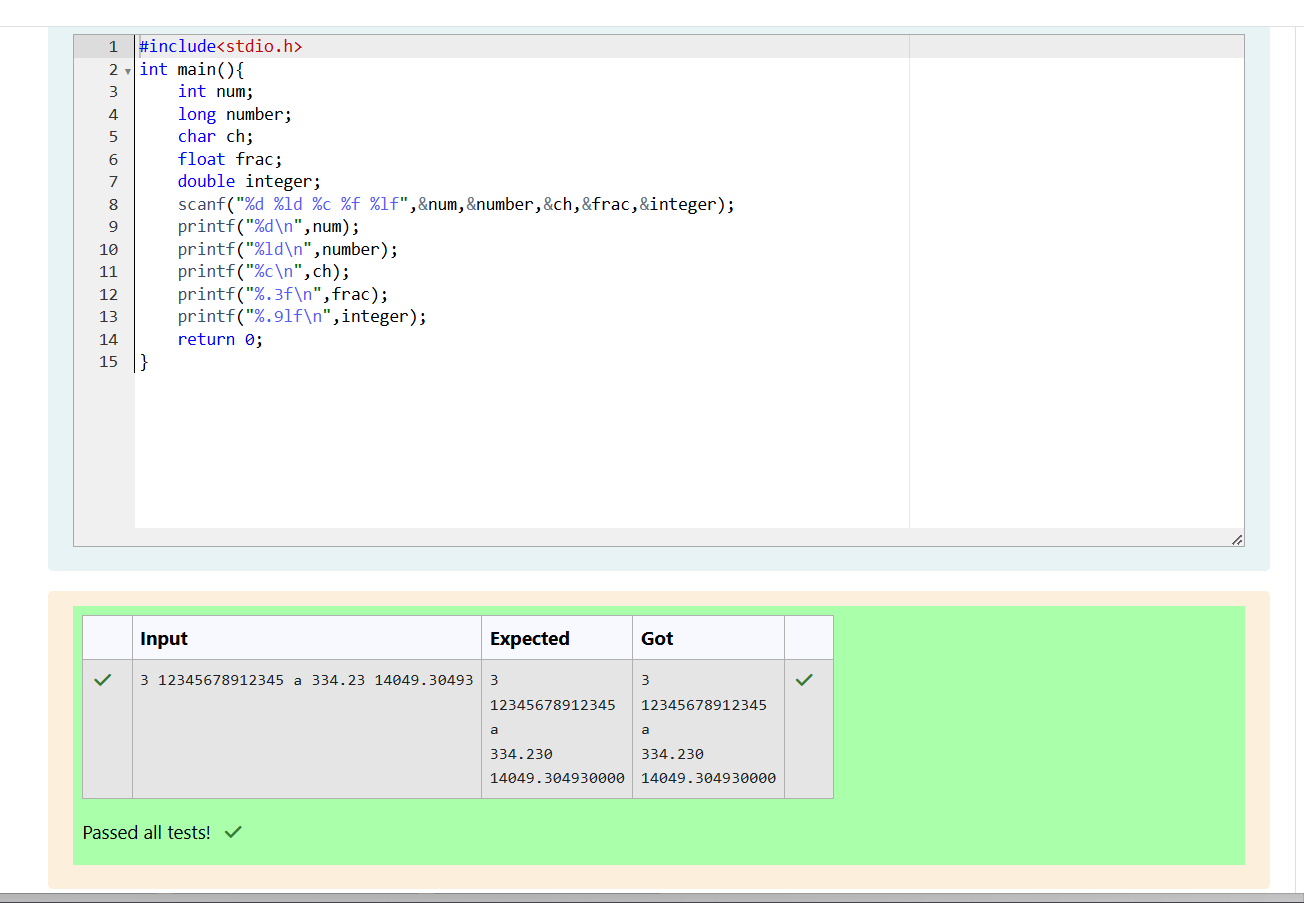 1 #include<stdio.h>
2 int main(){
3     int num;
4     long number;
5     char ch;
6     float frac;
7     double integer;
8     scanf("%d %ld %c %f %lf",&num,&number,&ch,&frac,&integer);
9     printf("%d\n",num);
10     printf("%ld\n",number);
11     printf("%c\n",ch);
12     printf("%.3f\n",frac);
13     printf("%.9lf\n",integer);
14     return 0;
15 }
Input Expected Got
3 12345678912345 a 334.23 14049.30493 3 3
12345678912345 12345678912345
a a
334.230 334.230
14049.304930000 14049.304930000
Passed all tests!